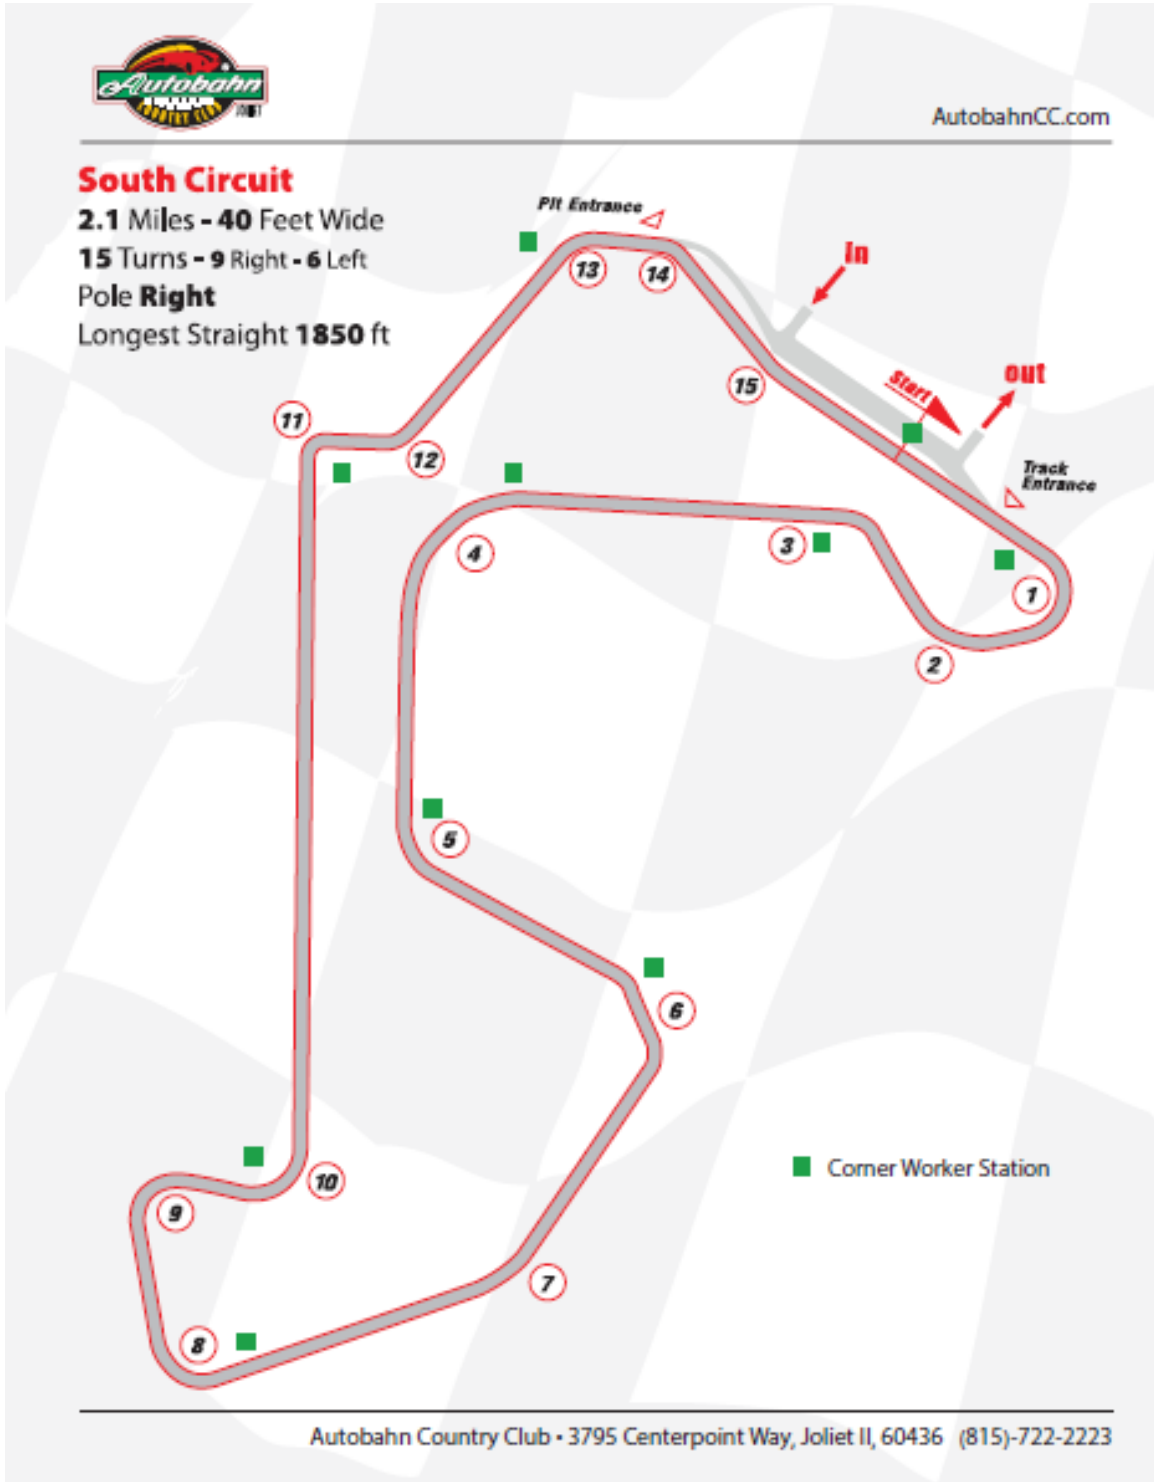 Autobahn
COUNTRY CLUB
AutobahnCC.com
South Circuit
2.1 Miles - 40 Feet Wide
15 Turns - 9 Right - 6 Left
Pole Right
Longest Straight 1850 ft
Pit Entrance
in
13
14
15
Start
out
11
12
Track
Entrance
4
3
1
2
5
6
10
9
7
8
Corner Worker Station
Autobahn Country Club • 3795 Centerpoint Way, Joliet Il, 60436 (815)-722-2223